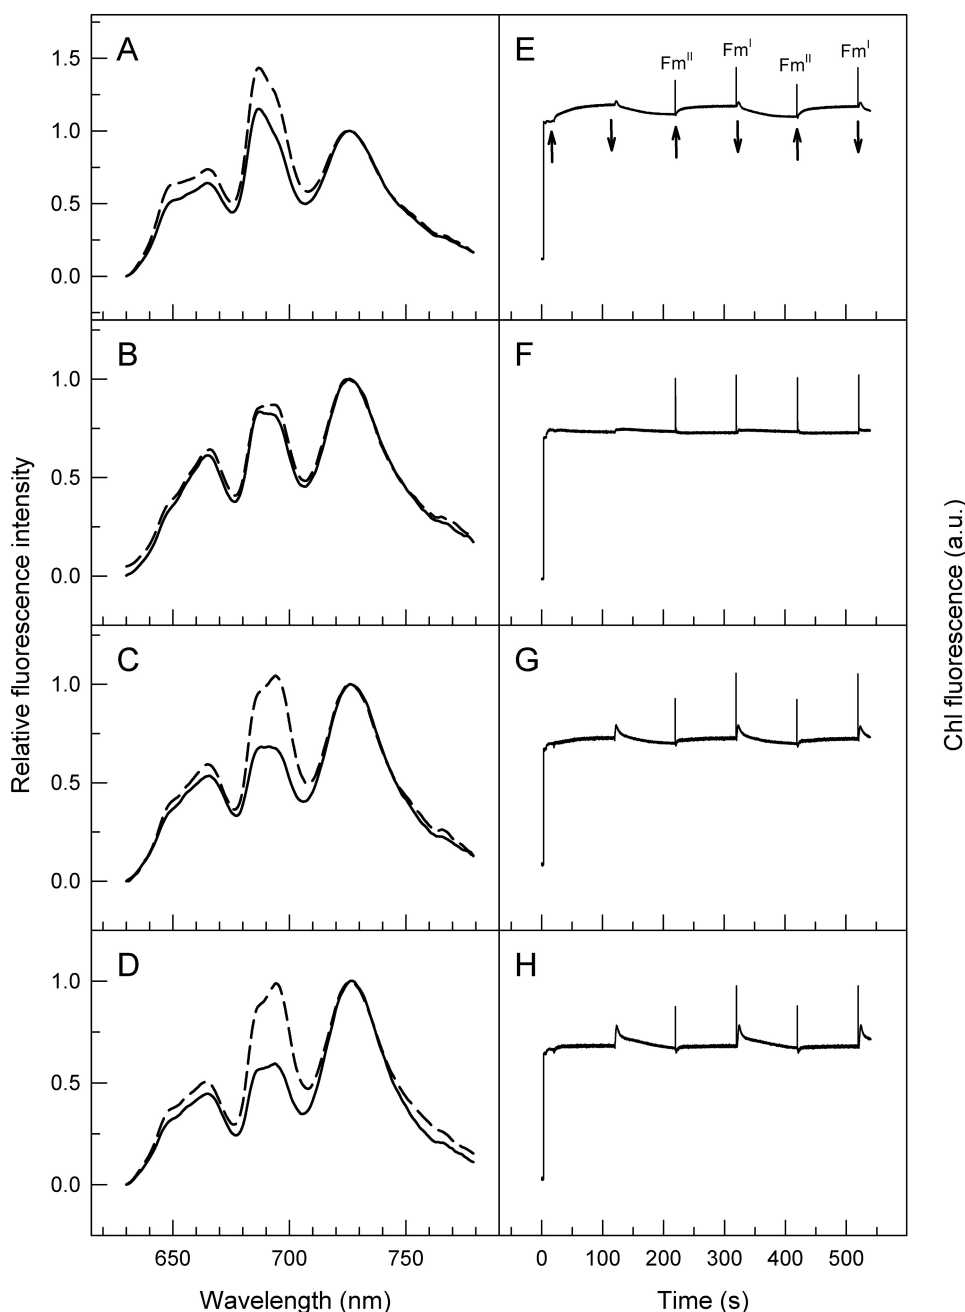 A
1.5
1.0
0.5
0.0
E
Fm^II
Fm^I
Fm^II
Fm^I
B
1.0
0.5
0.0
F
C
1.0
0.5
0.0
G
D
1.0
0.5
0.0
H
650 700 750
0 100 200 300 400 500
Wavelength (nm)
Time (s)
Relative fluorescence intensity
Chl fluorescence (a.u.)